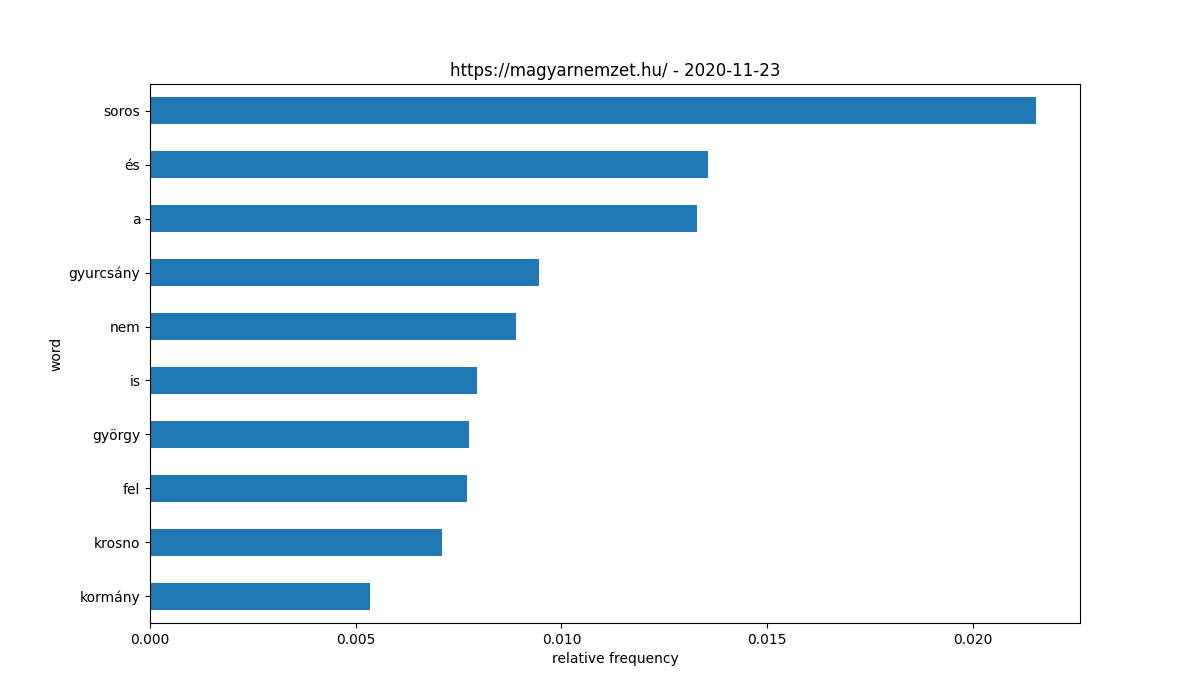 https://magyarnemzet.hu/ - 2020-11-23
soros
és
a
gyurcsány
nem
is
györgy
fel
krosno
kormány
word
0.000 0.005 0.010 0.015 0.020
relative frequency